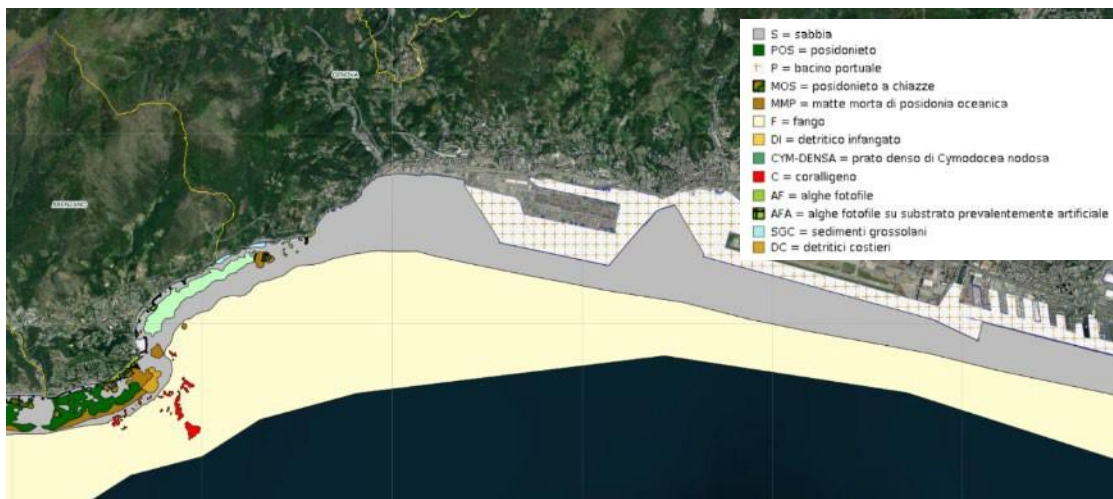 GENOVA
ARENZANO
S = sabbia
POS = posidonieto
P = bacino portuale
MOS = posidonieto a chiazze
MMP = matte morta di posidonia oceanica
F = fango
DI = detritico infangato
CYM-DENSA = prato denso di Cymodocea nodosa
C = coralligeno
AF = alghe fotofile
AFA = alghe fotofile su substrato prevalentemente artificiale
SGC = sedimenti grossolani
DC = detritici costieri